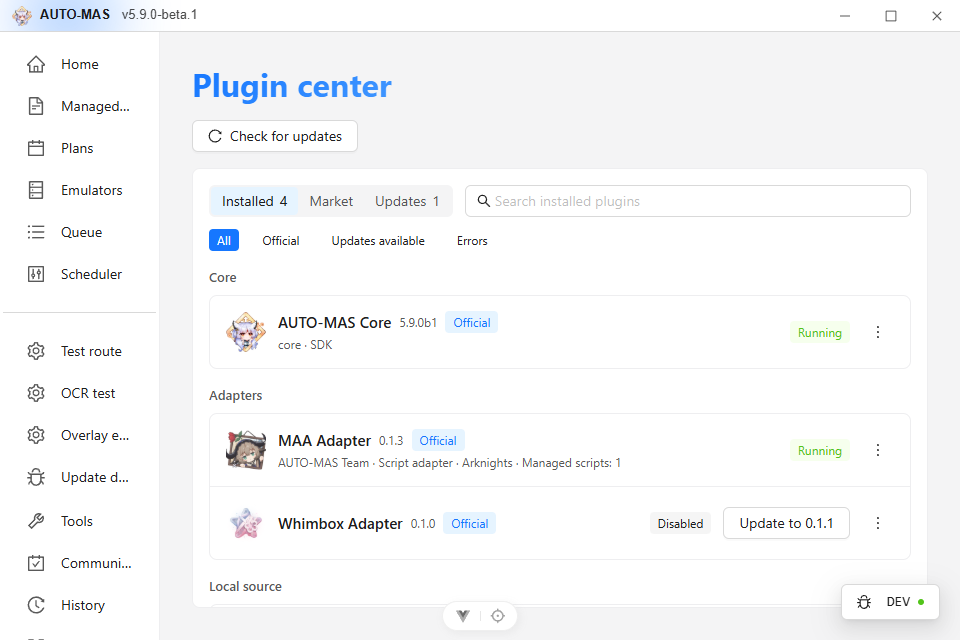 AUTO-MAS v5.9.0-beta.1
Home
Managed...
Plans
Emulators
Queue
Scheduler
Test route
OCR test
Overlay e...
Update d...
Tools
Communi...
History
Plugin center
Check for updates
Installed 4 Market Updates 1
Search installed plugins
All Official Updates available Errors
Core
AUTO-MAS Core 5.9.0b1 Official
core · SDK
Running
Adapters
MAA Adapter 0.1.3 Official
AUTO-MAS Team · Script adapter · Arknights · Managed scripts: 1
Running
Whimbox Adapter 0.1.0 Official
Disabled Update to 0.1.1
Local source
DEV